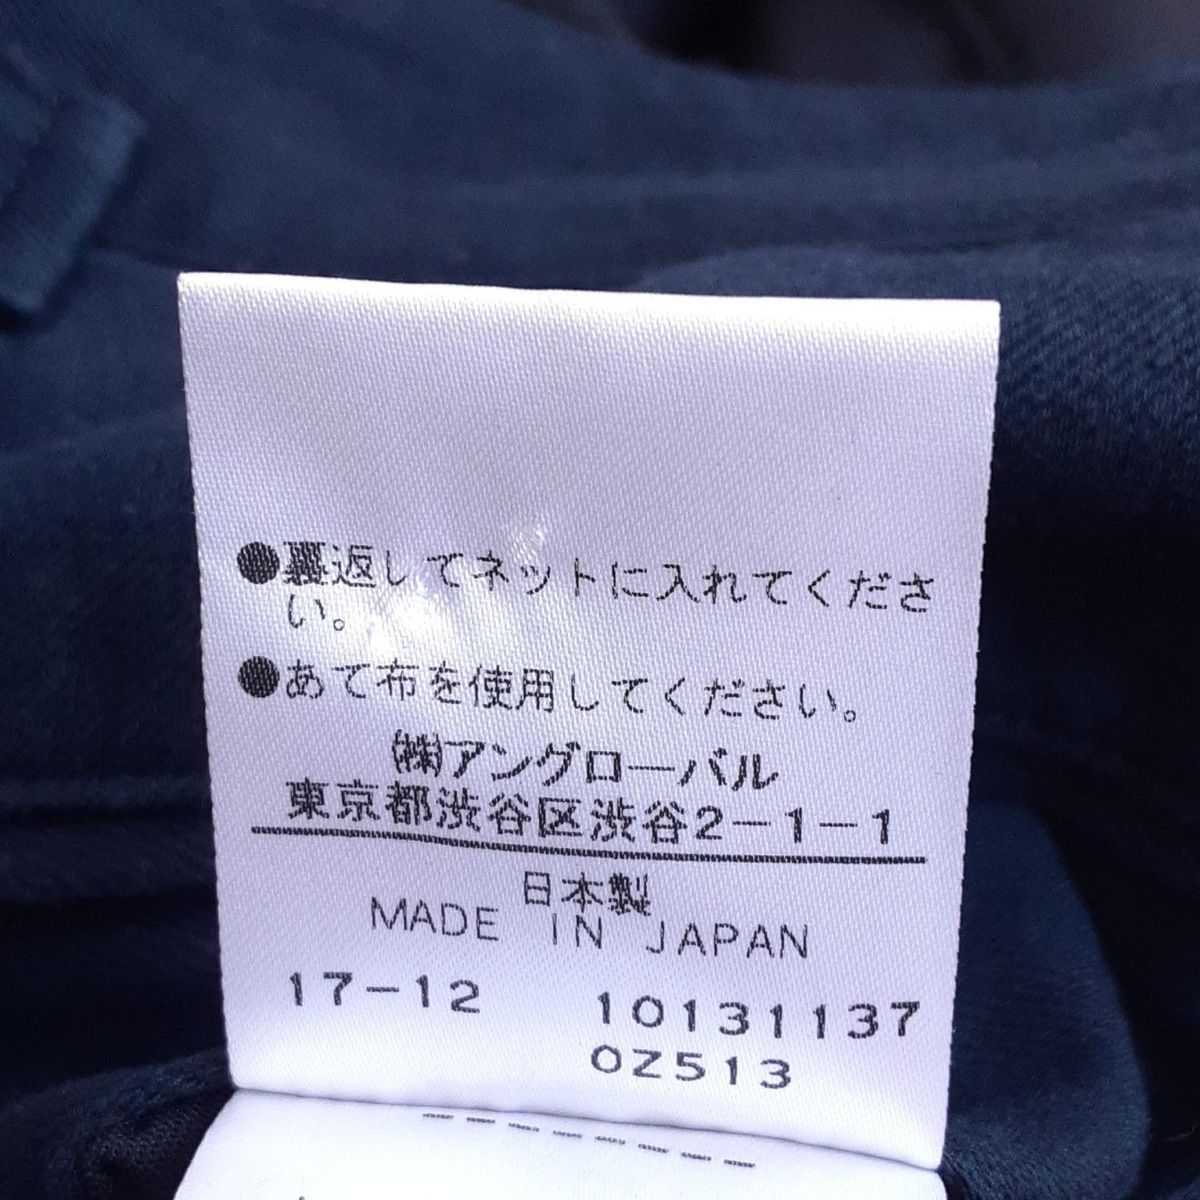 ●裏返してネットに入れてくださ
い。
●あて布を使用してください。
㈱アングローバル
東京都渋谷区渋谷2-1-1
日本製
MADE IN JAPAN
17-12 10131137
OZ513